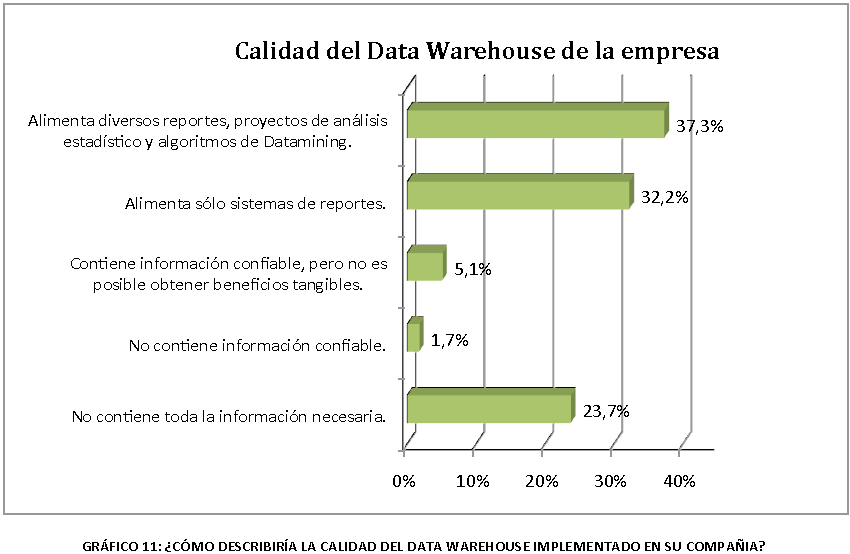 Calidad del Data Warehouse de la empresa
Alimenta diversos reportes, proyectos de análisis
estadístico y algoritmos de Datamining.
37,3%
Alimenta sólo sistemas de reportes.
32,2%
Contiene información confiable, pero no es
posible obtener beneficios tangibles.
5,1%
No contiene información confiable.
1,7%
No contiene toda la información necesaria.
23,7%
0% 10% 20% 30% 40%
GRÁFICO 11: ¿CÓMO DESCRIBIRÍA LA CALIDAD DEL DATA WAREHOUSE IMPLEMENTADO EN SU COMPAÑIA?